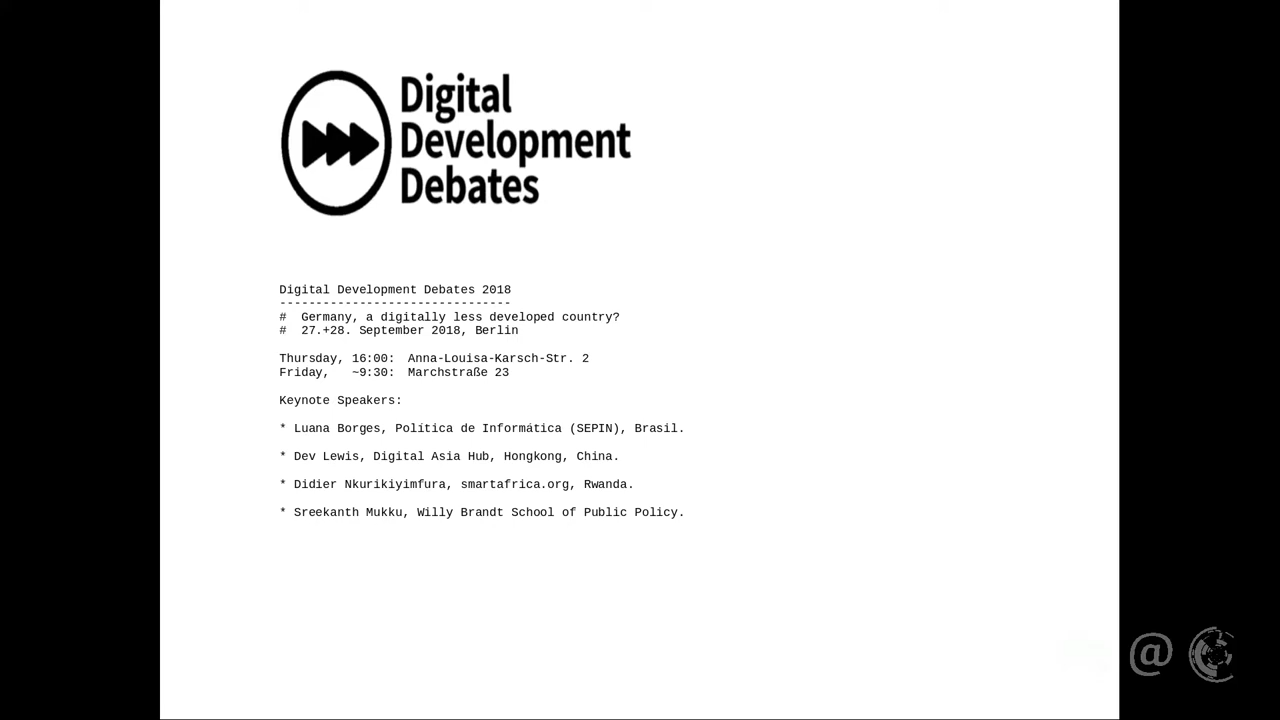 Digital
Development
Debates
Digital Development Debates 2018
--------------------------------
#  Germany, a digitally less developed country?
#  27.+28. September 2018, Berlin
Thursday, 16:00:  Anna-Louisa-Karsch-Str. 2
Friday,   ~9:30:  Marchstraße 23
Keynote Speakers:
* Luana Borges, Política de Informática (SEPIN), Brasil.
* Dev Lewis, Digital Asia Hub, Hongkong, China.
* Didier Nkurikiyimfura, smartafrica.org, Rwanda.
* Sreekanth Mukku, Willy Brandt School of Public Policy.
@